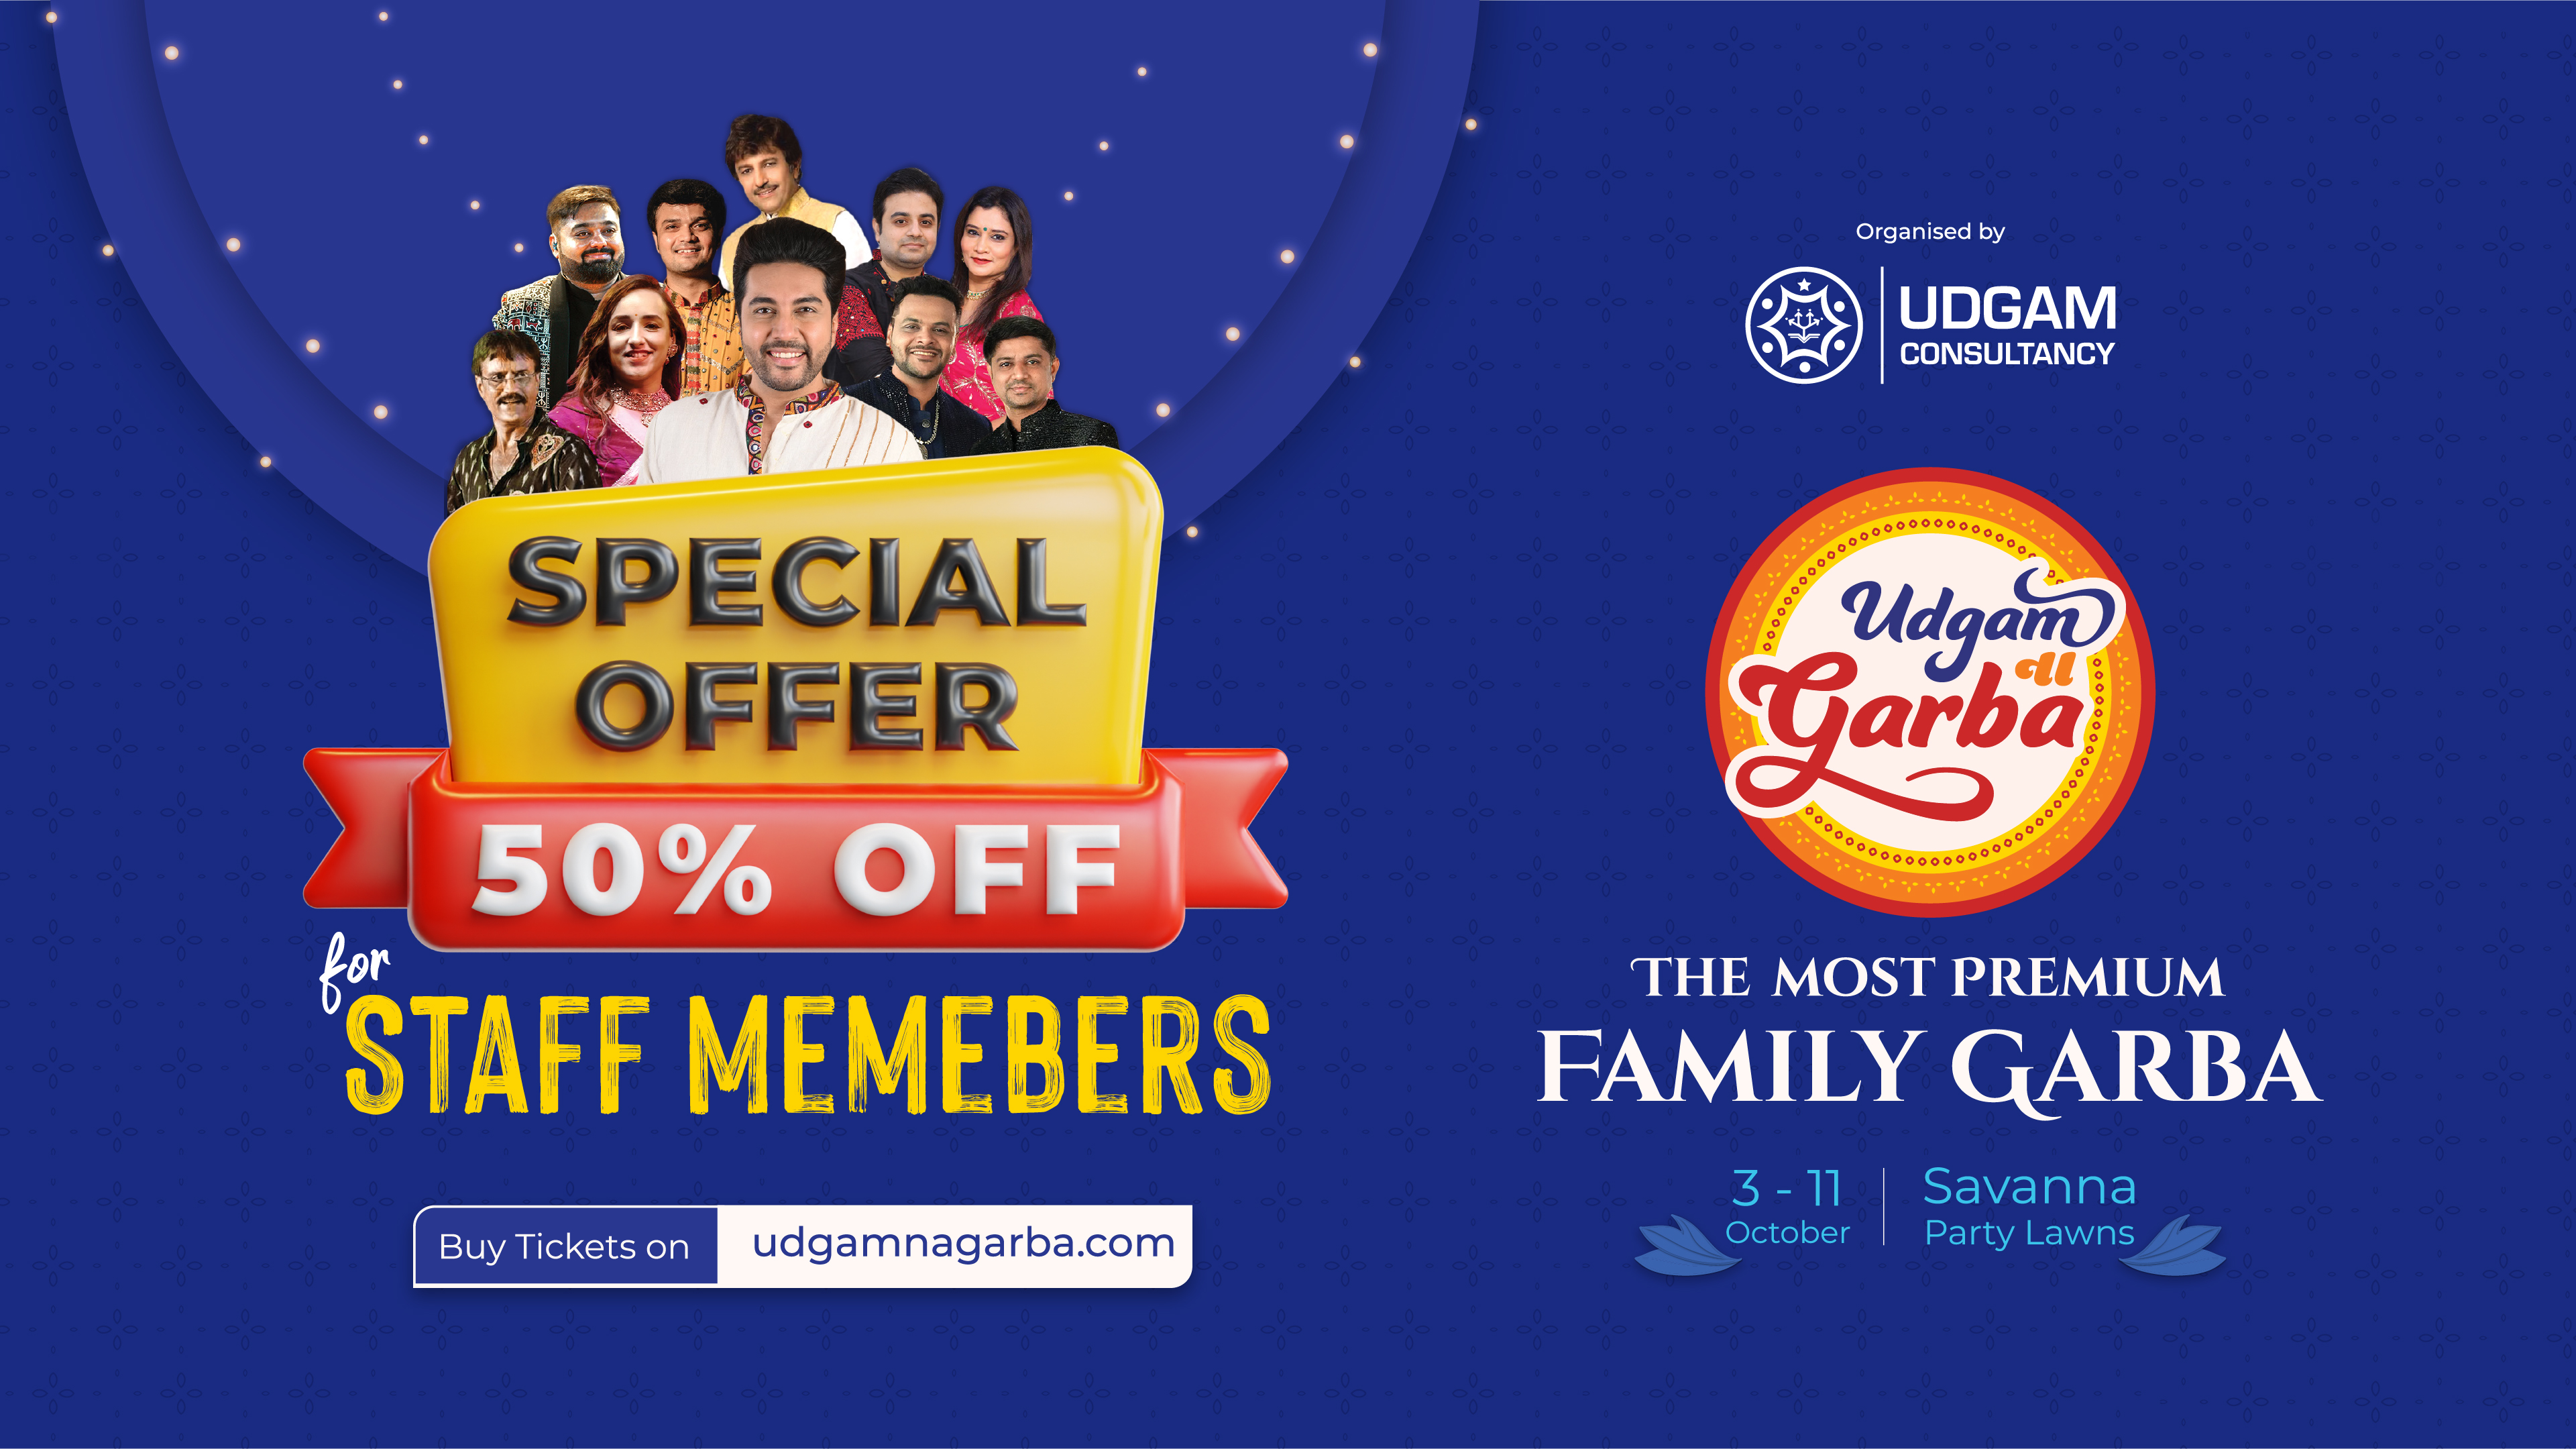 SPECIAL
OFFER
50% OFF
for
STAFF MEMEBERS
Buy Tickets on udgamnagarba.com
Organised by
UDGAM
CONSULTANCY
Udgam
ના
Garba
THE MOST PREMIUM
FAMILY GARBA
3 - 11
October
Savanna
Party Lawns